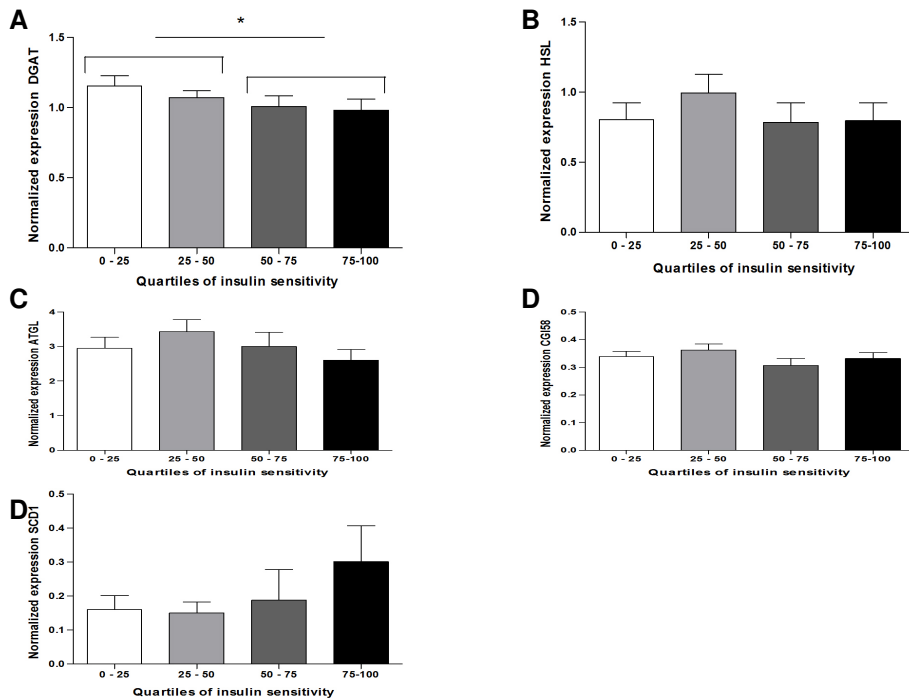 A
*
Normalized expression DGAT
1.5
1.0
0.5
0.0
0 - 25
25 - 50
50 - 75
75-100
Quartiles of insulin sensitivity
B
Normalized expression HSL
1.5
1.0
0.5
0.0
0 - 25
25 - 50
50 - 75
75-100
Quartiles of insulin sensitivity
C
Normalized expression ATGL
4
3
2
1
0
0 - 25
25 - 50
50 - 75
75-100
Quartiles of insulin sensitivity
D
Normalized expression CGI58
0.5
0.4
0.3
0.2
0.1
0.0
0 - 25
25 - 50
50 - 75
75-100
Quartiles of insulin sensitivity
D
Normalized expression SCD1
0.5
0.4
0.3
0.2
0.1
0.0
0 - 25
25 - 50
50 - 75
75-100
Quartiles of insulin sensitivity